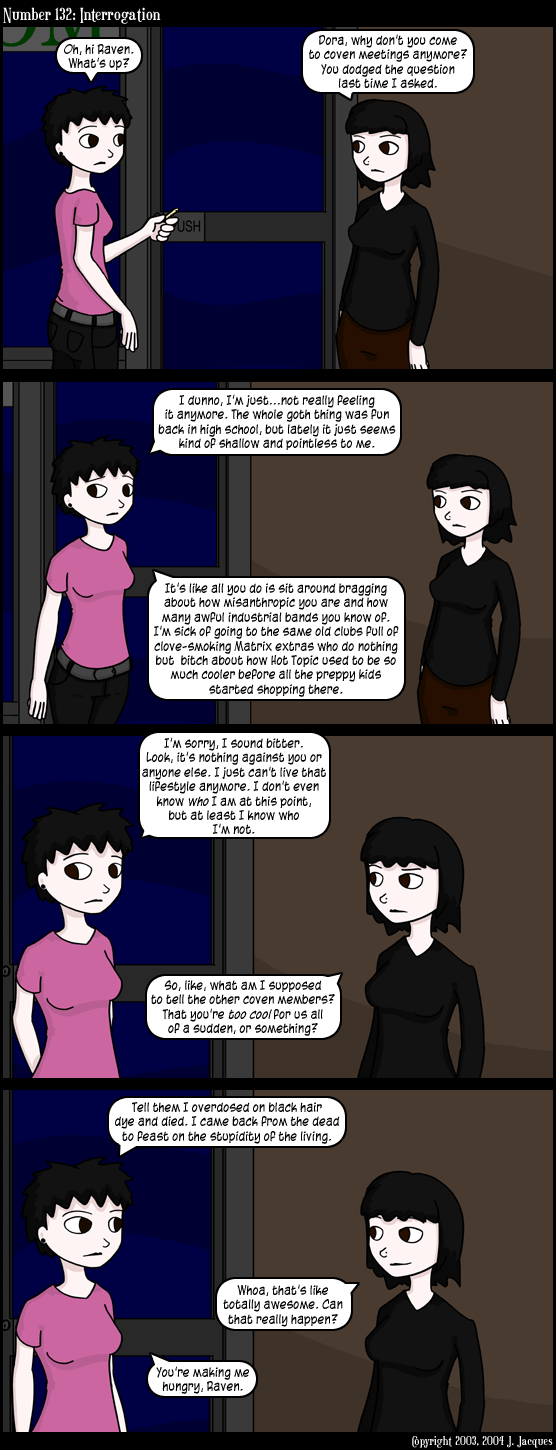 Number 132: Interrogation
OM
Oh, hi Raven.
What's up?
Dora, why don't you come
to coven meetings anymore?
You dodged the question
last time I asked.
USH
I dunno, I'm just...not really feeling
it anymore. The whole goth thing was fun
back in high school, but lately it just seems
kind of shallow and pointless to me.
It's like all you do is sit around bragging
about how misanthropic you are and how
many awful industrial bands you know of.
I'm sick of going to the same old clubs full of
clove-smoking Matrix extras who do nothing
but bitch about how Hot Topic used to be so
much cooler before all the preppy kids
started shopping there.
I'm sorry, I sound bitter.
Look, it's nothing against you or
anyone else. I just can't live that
lifestyle anymore. I don't even
know who I am at this point,
but at least I know who
I'm not.
So, like, what am I supposed
to tell the other coven members?
That you're too cool for us all
of a sudden, or something?
Tell them I overdosed on black hair
dye and died. I came back from the dead
to feast on the stupidity of the living.
Whoa, that's like
totally awesome. Can
that really happen?
You're making me
hungry, Raven.
Copyright 2003, 2004 J. Jacques